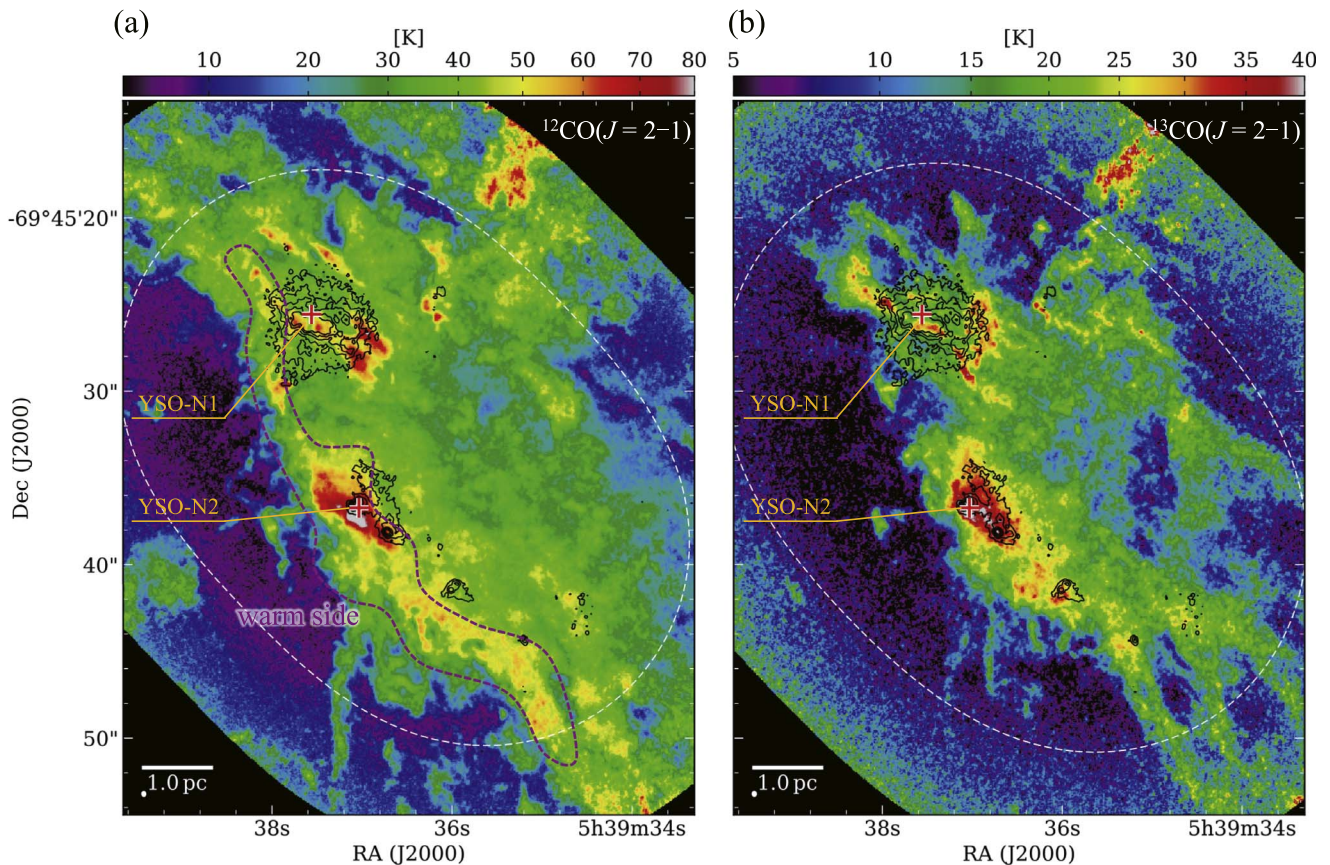 (a)
[K]
10 20 30 40 50 60 70 80
¹²CO(J = 2−1)
-69°45'20"
30"
40"
50"
Dec (J2000)
YSO-N1
YSO-N2
warm side
1.0 pc
38s 36s 5h39m34s
RA (J2000)
(b)
[K]
5 10 15 20 25 30 35 40
¹³CO(J = 2−1)
YSO-N1
YSO-N2
1.0 pc
38s 36s 5h39m34s
RA (J2000)